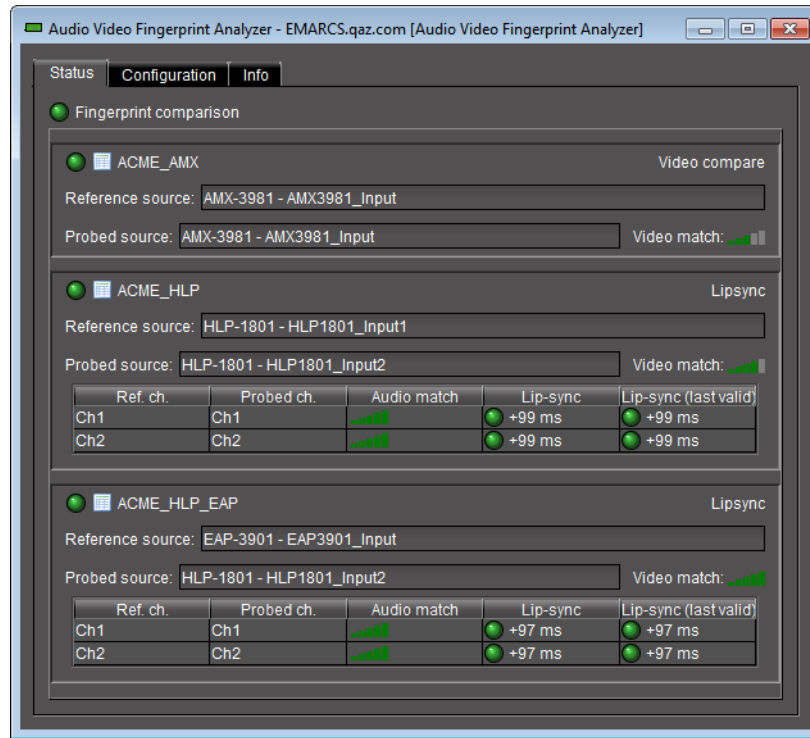 Audio Video Fingerprint Analyzer - EMARCS.qaz.com [Audio Video Fingerprint Analyzer]
Status Configuration Info
Fingerprint comparison
ACME_AMX Video compare
Reference source: AMX-3981 - AMX3981_Input
Probed source: AMX-3981 - AMX3981_Input Video match:
ACME_HLP Lipsync
Reference source: HLP-1801 - HLP1801_Input1
Probed source: HLP-1801 - HLP1801_Input2 Video match:
Ref. ch. Probed ch. Audio match Lip-sync Lip-sync (last valid)
Ch1 Ch1 +99 ms +99 ms
Ch2 Ch2 +99 ms +99 ms
ACME_HLP_EAP Lipsync
Reference source: EAP-3901 - EAP3901_Input
Probed source: HLP-1801 - HLP1801_Input2 Video match:
Ref. ch. Probed ch. Audio match Lip-sync Lip-sync (last valid)
Ch1 Ch1 +97 ms +97 ms
Ch2 Ch2 +97 ms +97 ms